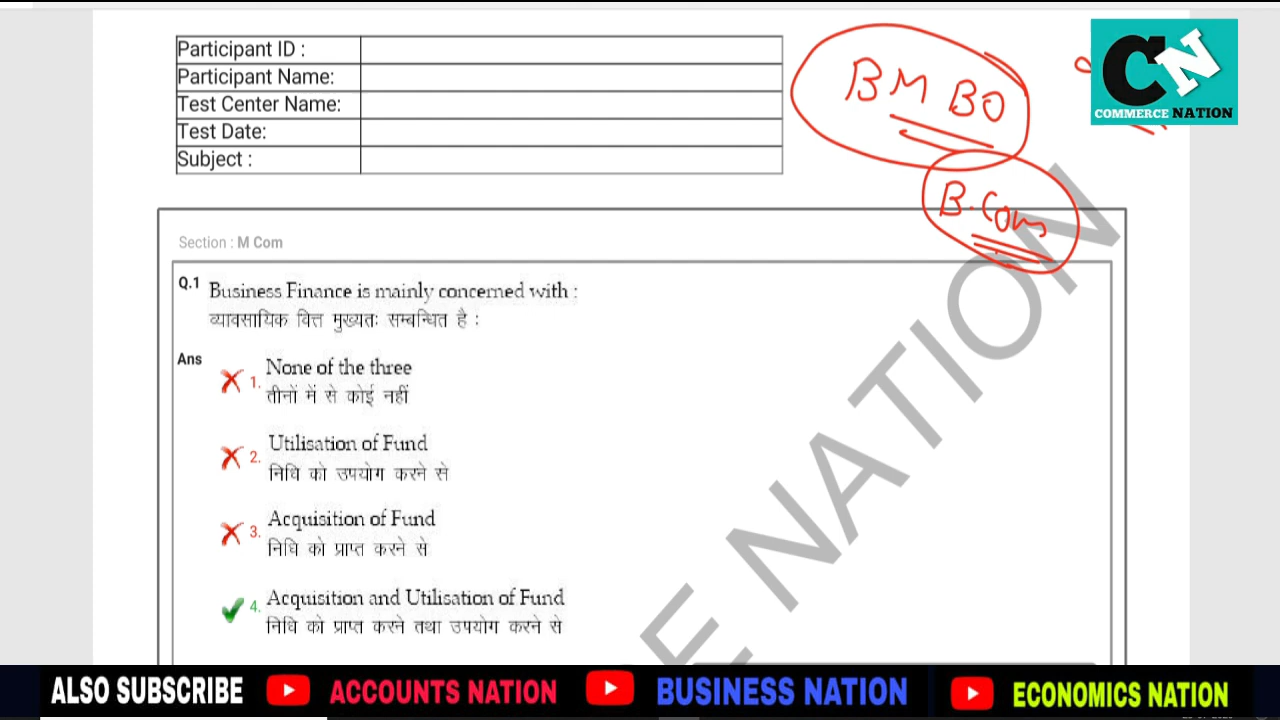 Participant ID :
Participant Name:
Test Center Name:
Test Date:
Subject :
BM BO
B.Com
CN
COMMERCE NATION
Section : M Com
Q.1 Business Finance is mainly concerned with :
व्यावसायिक वित्त मुख्यतः सम्बन्धित है :
Ans
1. None of the three
तीनों में से कोई नहीं
2. Utilisation of Fund
निधि को उपयोग करने से
3. Acquisition of Fund
निधि को प्राप्त करने से
4. Acquisition and Utilisation of Fund
निधि को प्राप्त करने तथा उपयोग करने से
E NATION
ALSO SUBSCRIBE ACCOUNTS NATION BUSINESS NATION ECONOMICS NATION